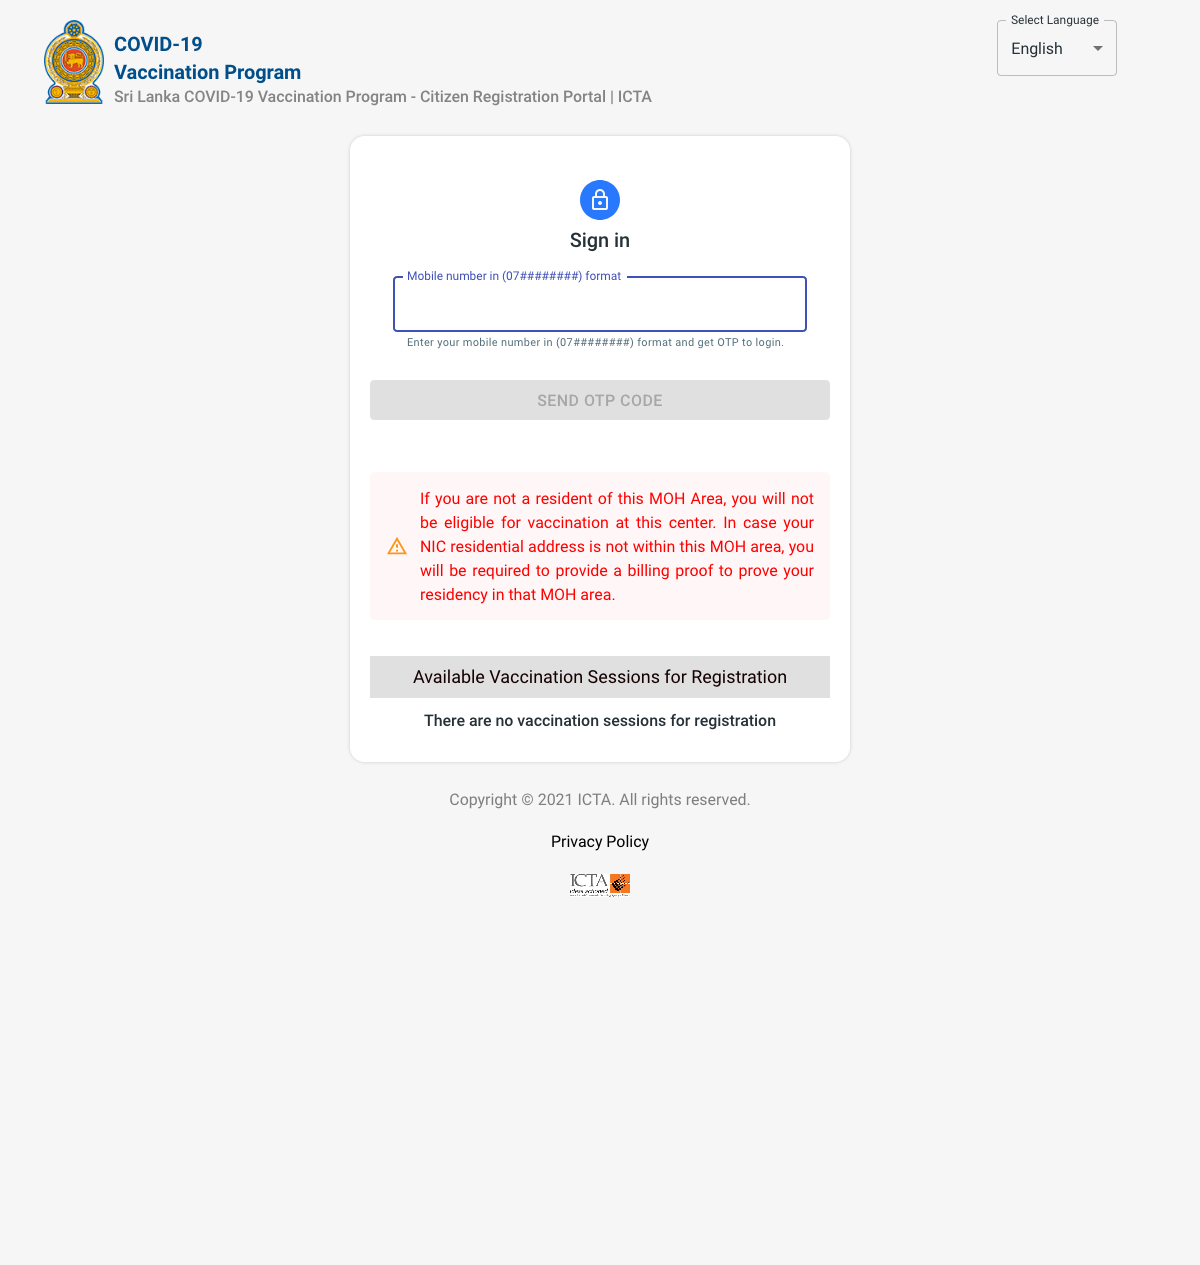 COVID-19
Vaccination Program
Sri Lanka COVID-19 Vaccination Program - Citizen Registration Portal | ICTA
Select Language
English
Sign in
Mobile number in (07########) format
Enter your mobile number in (07########) format and get OTP to login.
SEND OTP CODE
If you are not a resident of this MOH Area, you will not
be eligible for vaccination at this center. In case your
NIC residential address is not within this MOH area, you
will be required to provide a billing proof to prove your
residency in that MOH area.
Available Vaccination Sessions for Registration
There are no vaccination sessions for registration
Copyright © 2021 ICTA. All rights reserved.
Privacy Policy
ICTA
ideas actioned